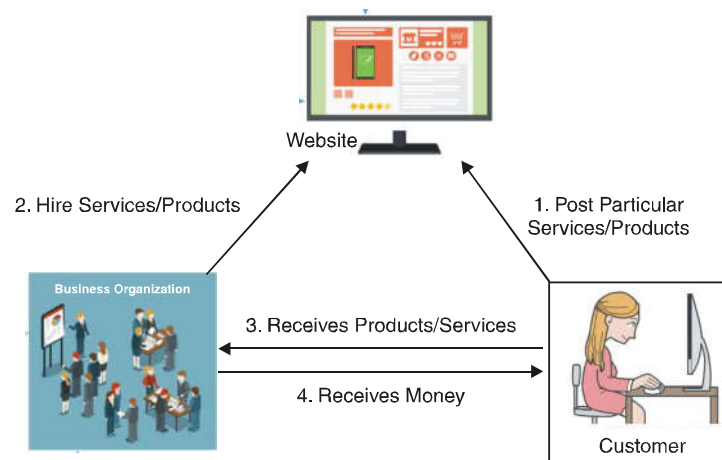 Website
2. Hire Services/Products
1. Post Particular
Services/Products
Business Organization
3. Receives Products/Services
4. Receives Money
Customer